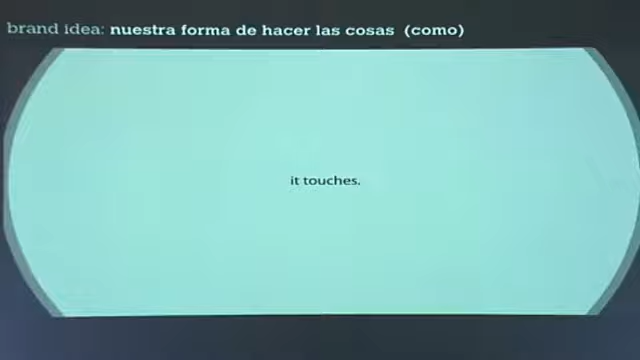 brand idea: nuestra forma de hacer las cosas (como)
it touches.